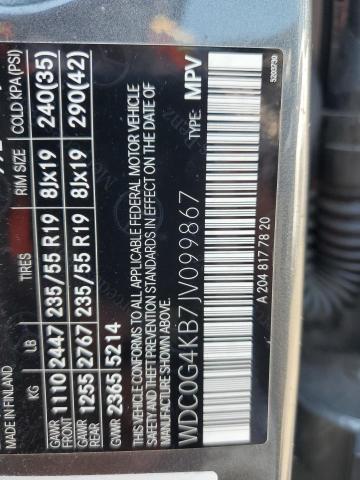 MADE IN FINLAND
KG LB TIRES RIM SIZE COLD KPA(PSI)
GAWR FRONT 1110 2447 235/55 R19 8Jx19 240(35)
GAWR REAR 1255 2767 235/55 R19 8Jx19 290(42)
GVWR 2365 5214
THIS VEHICLE CONFORMS TO ALL APPLICABLE FEDERAL MOTOR VEHICLE
SAFETY AND THEFT PREVENTION STANDARDS IN EFFECT ON THE DATE OF
MANUFACTURE SHOWN ABOVE.
TYPE: MPV
WDC0G4KB7JV099867
A 204 817 78 20
5203730